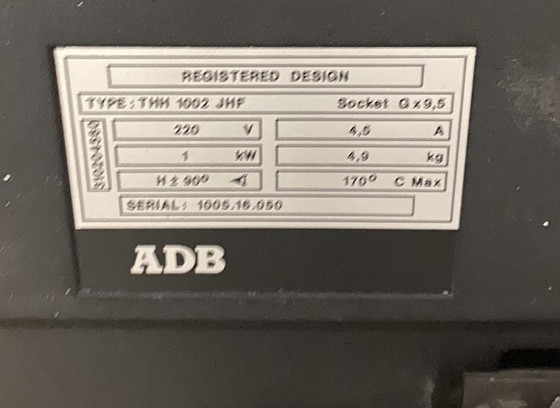 REGISTERED DESIGN
TYPE: THH 1002 JHF Socket Gx9,5
220 V 4,5 A
1 kW 4,9 kg
H ± 90° 170° C Max
SERIAL: 1005.16.050
ADB